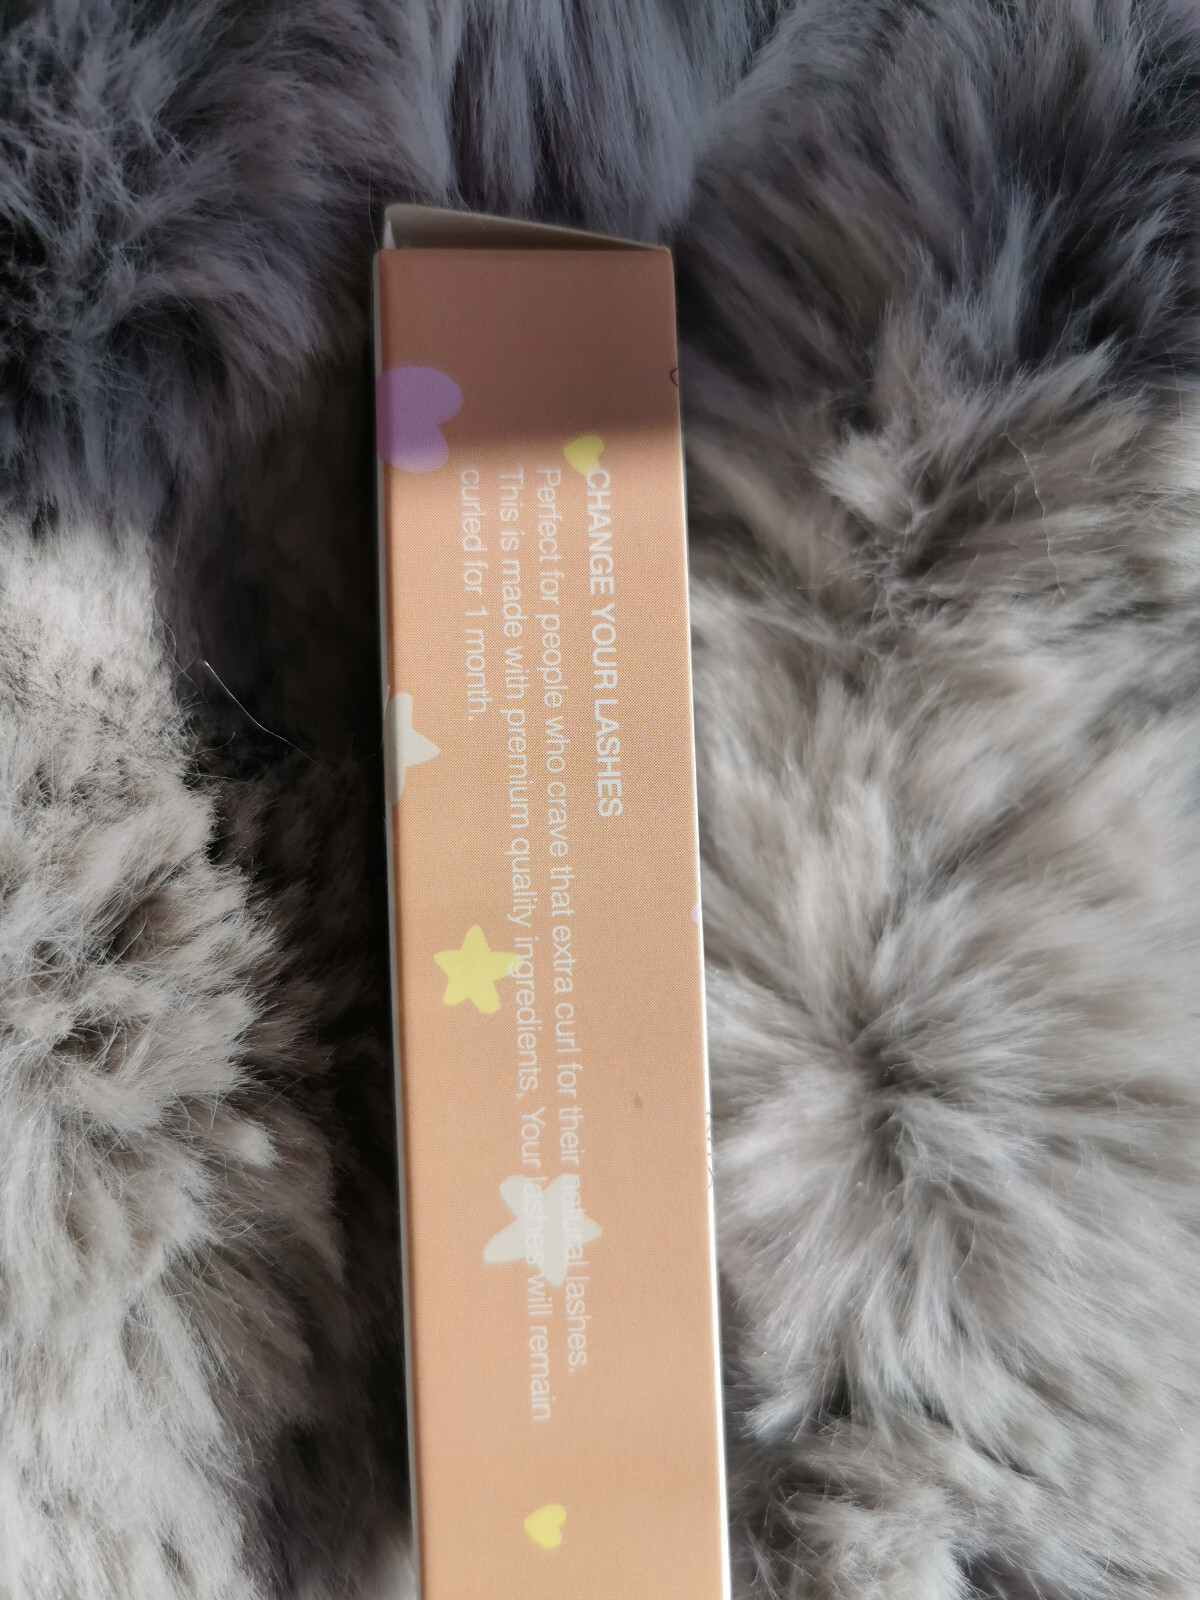 CHANGE YOUR LASHES
Perfect for people who crave that extra curl for their natural lashes.
This is made with premium quality ingredients, Your lashes will remain
curled for 1 month.